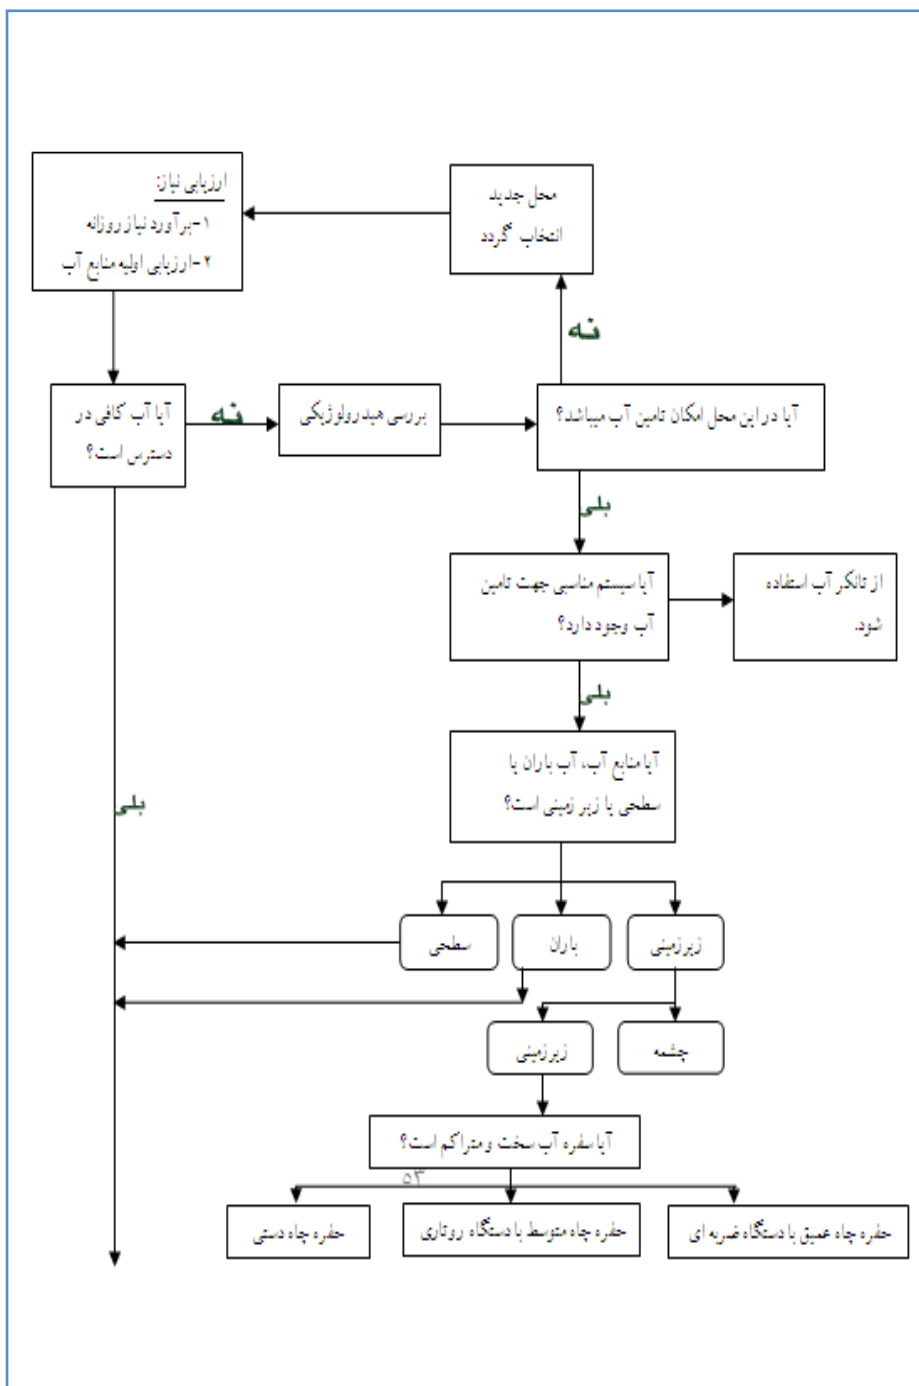 ارزیابی نیاز:
۱-برآورد نیاز روزانه
۲-ارزیابی اولیه منابع آب
محل جدید
انتخاب گردد
نه
آیا آب کافی در
دسترس است؟
نه
بررسی هیدرولوژیکی
آیا در این محل امکان تامین آب میباشد؟
بلی
آیا سیستم مناسبی جهت تامین
آب وجود دارد؟
از تانکر آب استفاده
شود.
بلی
آیا منابع آب، آب باران یا
سطحی یا زیر زمینی است؟
بلی
زیرزمینی
باران
سطحی
چشمه
زیرزمینی
آیا سفره آب سخت و متراکم است؟
۵۳
حفره چاه عمیق با دستگاه ضربه ای
حفره چاه متوسط با دستگاه روتاری
حفره چاه دستی